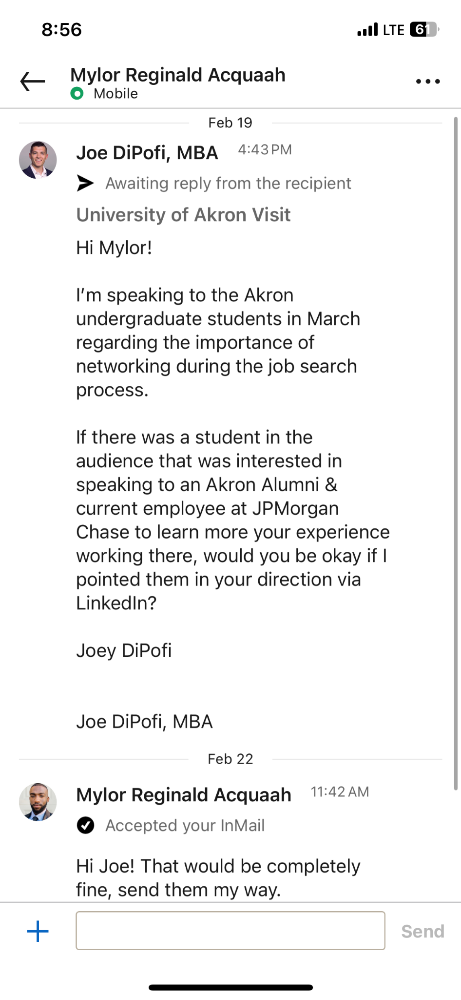 8:56
LTE 61
Mylor Reginald Acquaah
Mobile
Feb 19
Joe DiPofi, MBA 4:43 PM
Awaiting reply from the recipient
University of Akron Visit
Hi Mylor!
I'm speaking to the Akron
undergraduate students in March
regarding the importance of
networking during the job search
process.
If there was a student in the
audience that was interested in
speaking to an Akron Alumni &
current employee at JPMorgan
Chase to learn more your experience
working there, would you be okay if I
pointed them in your direction via
LinkedIn?
Joey DiPofi
Joe DiPofi, MBA
Feb 22
Mylor Reginald Acquaah 11:42 AM
Accepted your InMail
Hi Joe! That would be completely
fine, send them my way.
Send